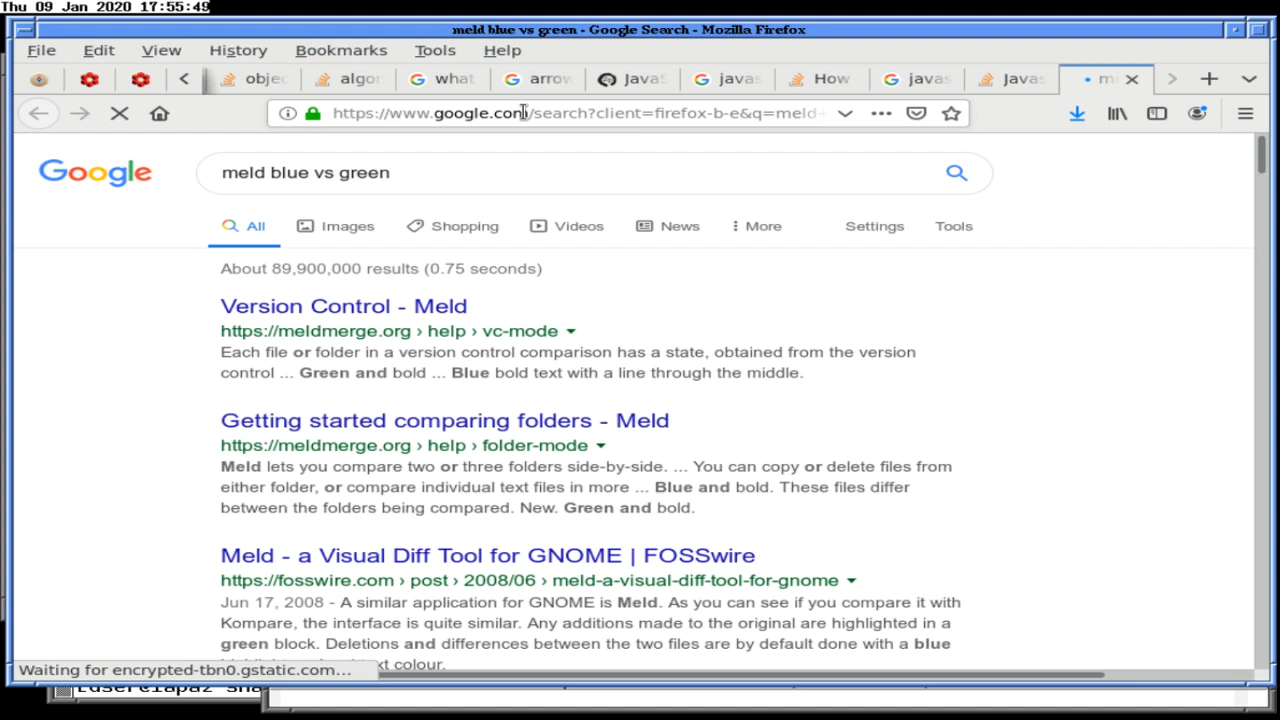 Thu 09 Jan 2020 17:55:49
meld blue vs green - Google Search - Mozilla Firefox
File Edit View History Bookmarks Tools Help
objec algor what arrow JavaS javas How javas Javas m
https://www.google.com/search?client=firefox-b-e&q=meld+
Google meld blue vs green
All Images Shopping Videos News More Settings Tools
About 89,900,000 results (0.75 seconds)
Version Control - Meld
https://meldmerge.org › help › vc-mode
Each file or folder in a version control comparison has a state, obtained from the version
control ... Green and bold ... Blue bold text with a line through the middle.
Getting started comparing folders - Meld
https://meldmerge.org › help › folder-mode
Meld lets you compare two or three folders side-by-side. ... You can copy or delete files from
either folder, or compare individual text files in more ... Blue and bold. These files differ
between the folders being compared. New. Green and bold.
Meld - a Visual Diff Tool for GNOME | FOSSwire
https://fosswire.com › post › 2008/06 › meld-a-visual-diff-tool-for-gnome
Jun 17, 2008 - A similar application for GNOME is Meld. As you can see if you compare it with
Kompare, the interface is quite similar. Any additions made to the original are highlighted in a
green block. Deletions and differences between the two files are by default done with a blue
text colour.
Waiting for encrypted-tbn0.gstatic.com...